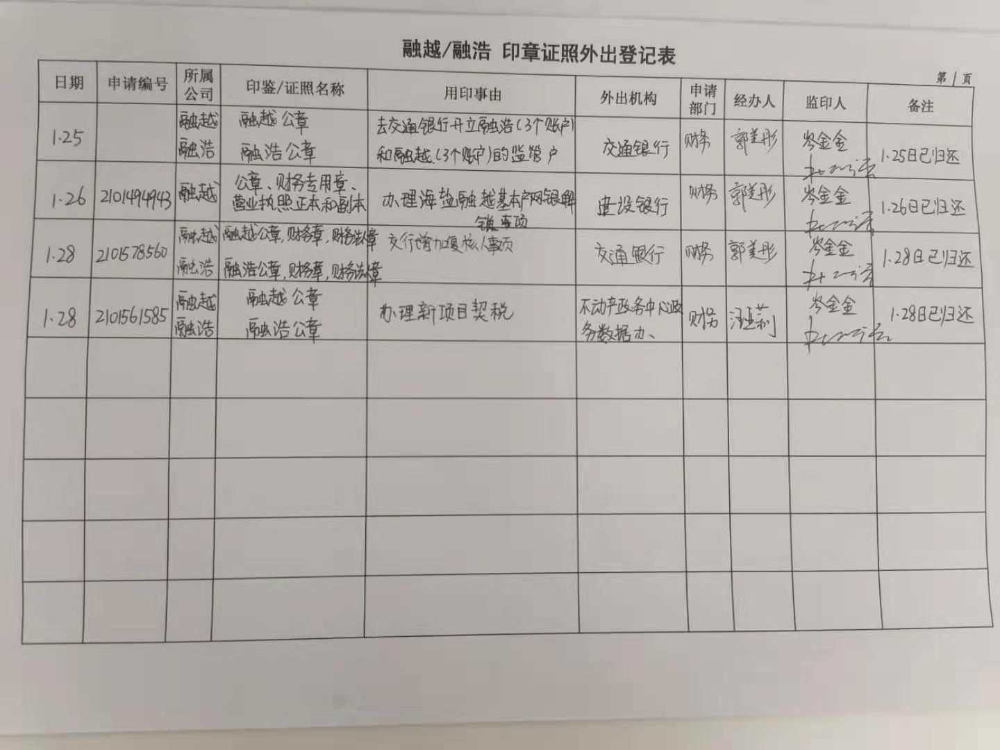 融越/融浩 印章证照外出登记表
第1页
日期 申请编号 所属公司 印鉴/证照名称 用印事由 外出机构 申请部门 经办人 监印人 备注
1.25 融越 融越公章 去交通银行开立融浩(3个账户) 交通银行 财务 郭美彤 岑金金 1.25日已归还
融浩 融浩公章 和融越(3个账户)的监管户
1.26 2101494943 融越 公章、财务专用章、 办理海盐融越基本户网银解 建设银行 财务 郭美彤 岑金金 1.26日已归还
营业执照正本和副本 锁事项
1.28 2101578560 融越 融越公章,财务章,财务法人章 交行增加复核人事项 交通银行 财务 郭美彤 岑金金 1.28日已归还
融浩 融浩公章,财务章,财务法人章
1.28 2101561585 融越 融越公章 办理新项目契税 不动产政务中心政 财务 岑金金 1.28日已归还
融浩 融浩公章 务数据办、